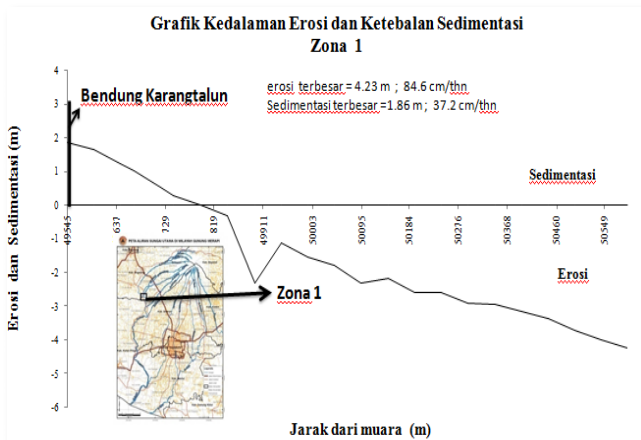 Grafik Kedalaman Erosi dan Ketebalan Sedimentasi
Zona 1
erosi terbesar = 4.23 m ; 84.6 cm/thn
Sedimentasi terbesar =1.86 m; 37.2 cm/thn
Bendung Karangtalun
Erosi dan Sedimentasi (m)
4
3
2
1
0
-1
-2
-3
-4
-5
-6
Sedimentasi
Erosi
49545
637
729
819
49911
50003
50095
50184
50276
50368
50460
50549
Zona 1
Jarak dari muara (m)